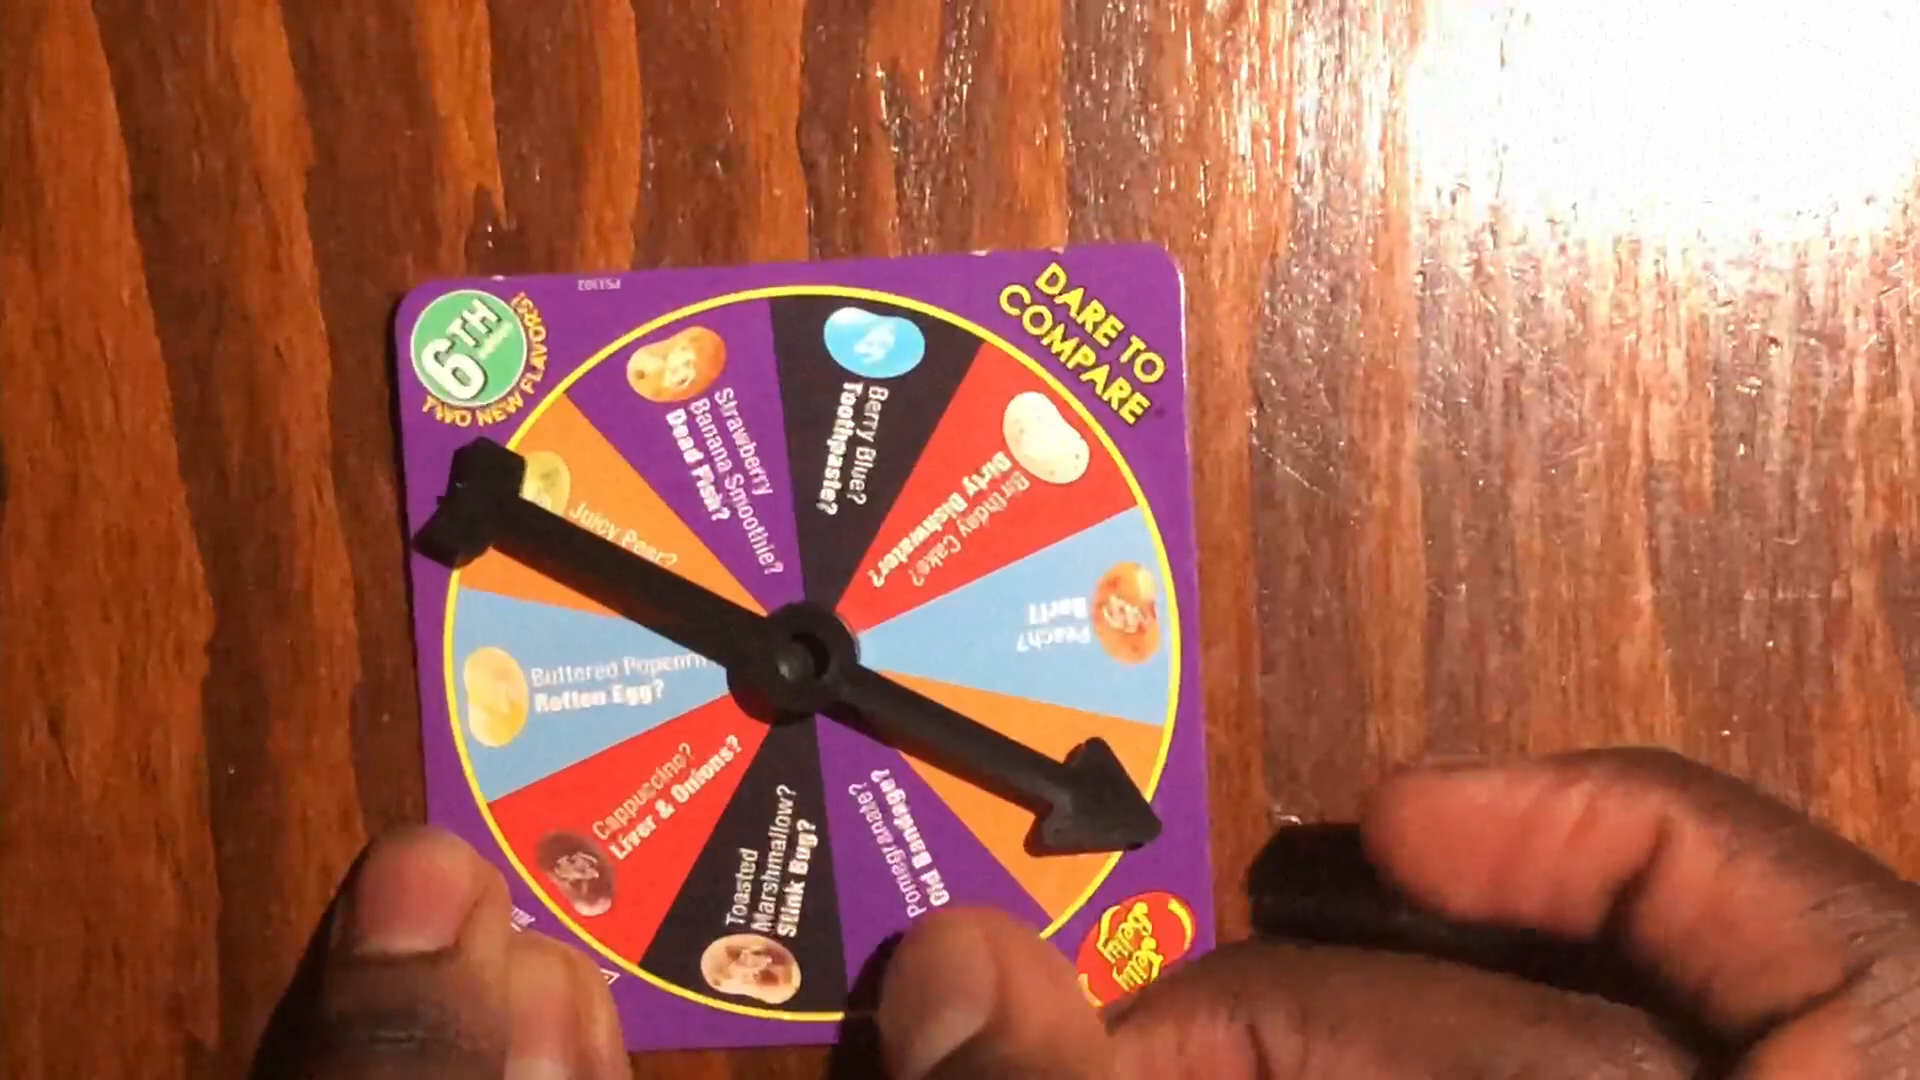 6TH
TWO NEW FLAVORS!
DARE TO
COMPARE
Strawberry
Banana Smoothie?
Dead Fish?
Berry Blue?
Toothpaste?
Birthday Cake?
Dirty Dishwater?
Peach?
Barf?
Pomegranate?
Old Bandage?
Toasted
Marshmallow?
Stink Bug?
Cappuccino?
Liver & Onions?
Buttered Popcorn
Rotten Egg?
Juicy Pear?
Jelly
Belly